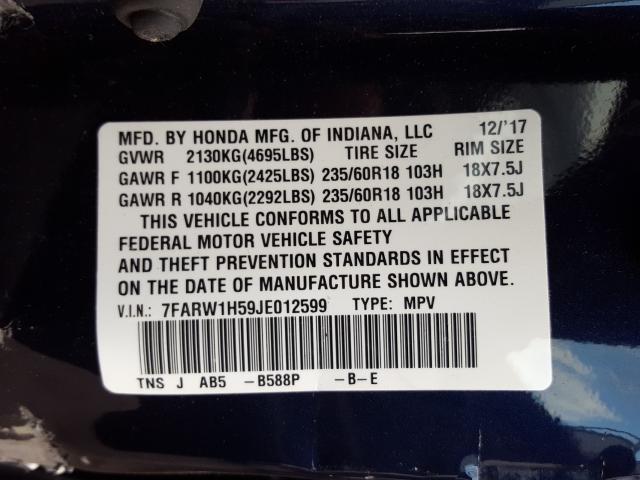 MFD. BY HONDA MFG. OF INDIANA, LLC 12/'17
GVWR 2130KG(4695LBS) TIRE SIZE RIM SIZE
GAWR F 1100KG(2425LBS) 235/60R18 103H 18X7.5J
GAWR R 1040KG(2292LBS) 235/60R18 103H 18X7.5J
THIS VEHICLE CONFORMS TO ALL APPLICABLE
FEDERAL MOTOR VEHICLE SAFETY
AND THEFT PREVENTION STANDARDS IN EFFECT
ON THE DATE OF MANUFACTURE SHOWN ABOVE.
V.I.N.: 7FARW1H59JE012599 TYPE: MPV
TNS J AB5 -B588P -B-E